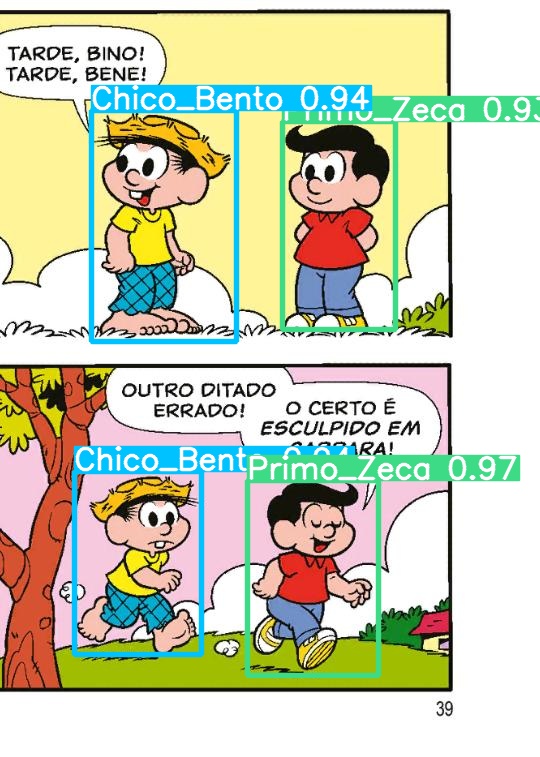 TARDE, BINO!
TARDE, BENE!
Chico_Bento 0.94
Primo_Zeca 0.93
OUTRO DITADO
ERRADO!
O CERTO É
ESCULPIDO EM
CARRARA!
Chico_Bento
Primo_Zeca 0.97
39